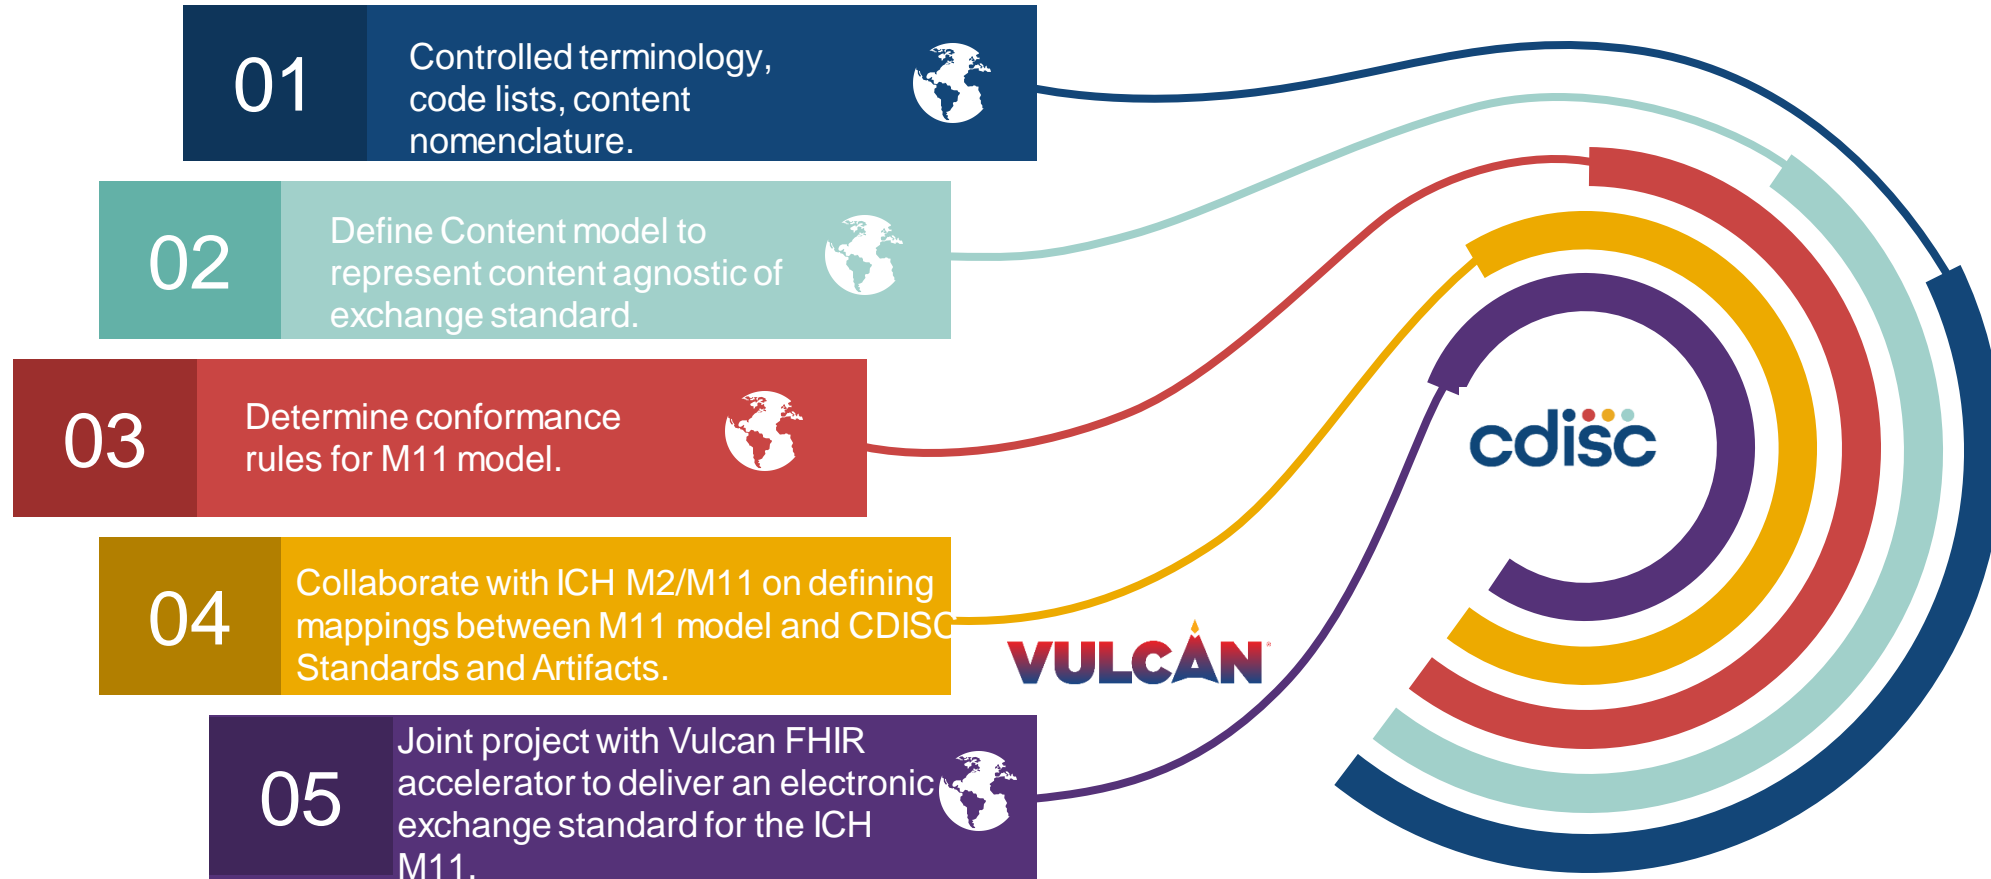 01
Controlled terminology,
code lists, content
nomenclature.
02
Define Content model to
represent content agnostic of
exchange standard.
03
Determine conformance
rules for M11 model.
04
Collaborate with ICH M2/M11 on defining
mappings between M11 model and CDISC
Standards and Artifacts.
05
Joint project with Vulcan FHIR
accelerator to deliver an electronic
exchange standard for the ICH
M11.
VULCAN
cdisc